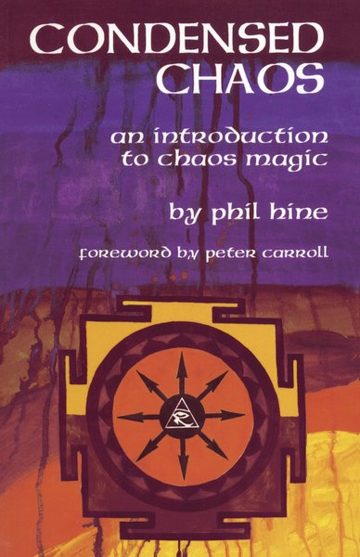 CONDENSED
CHAOS
an introduction
to chaos magic
by phil hine
foreword by peter carroll